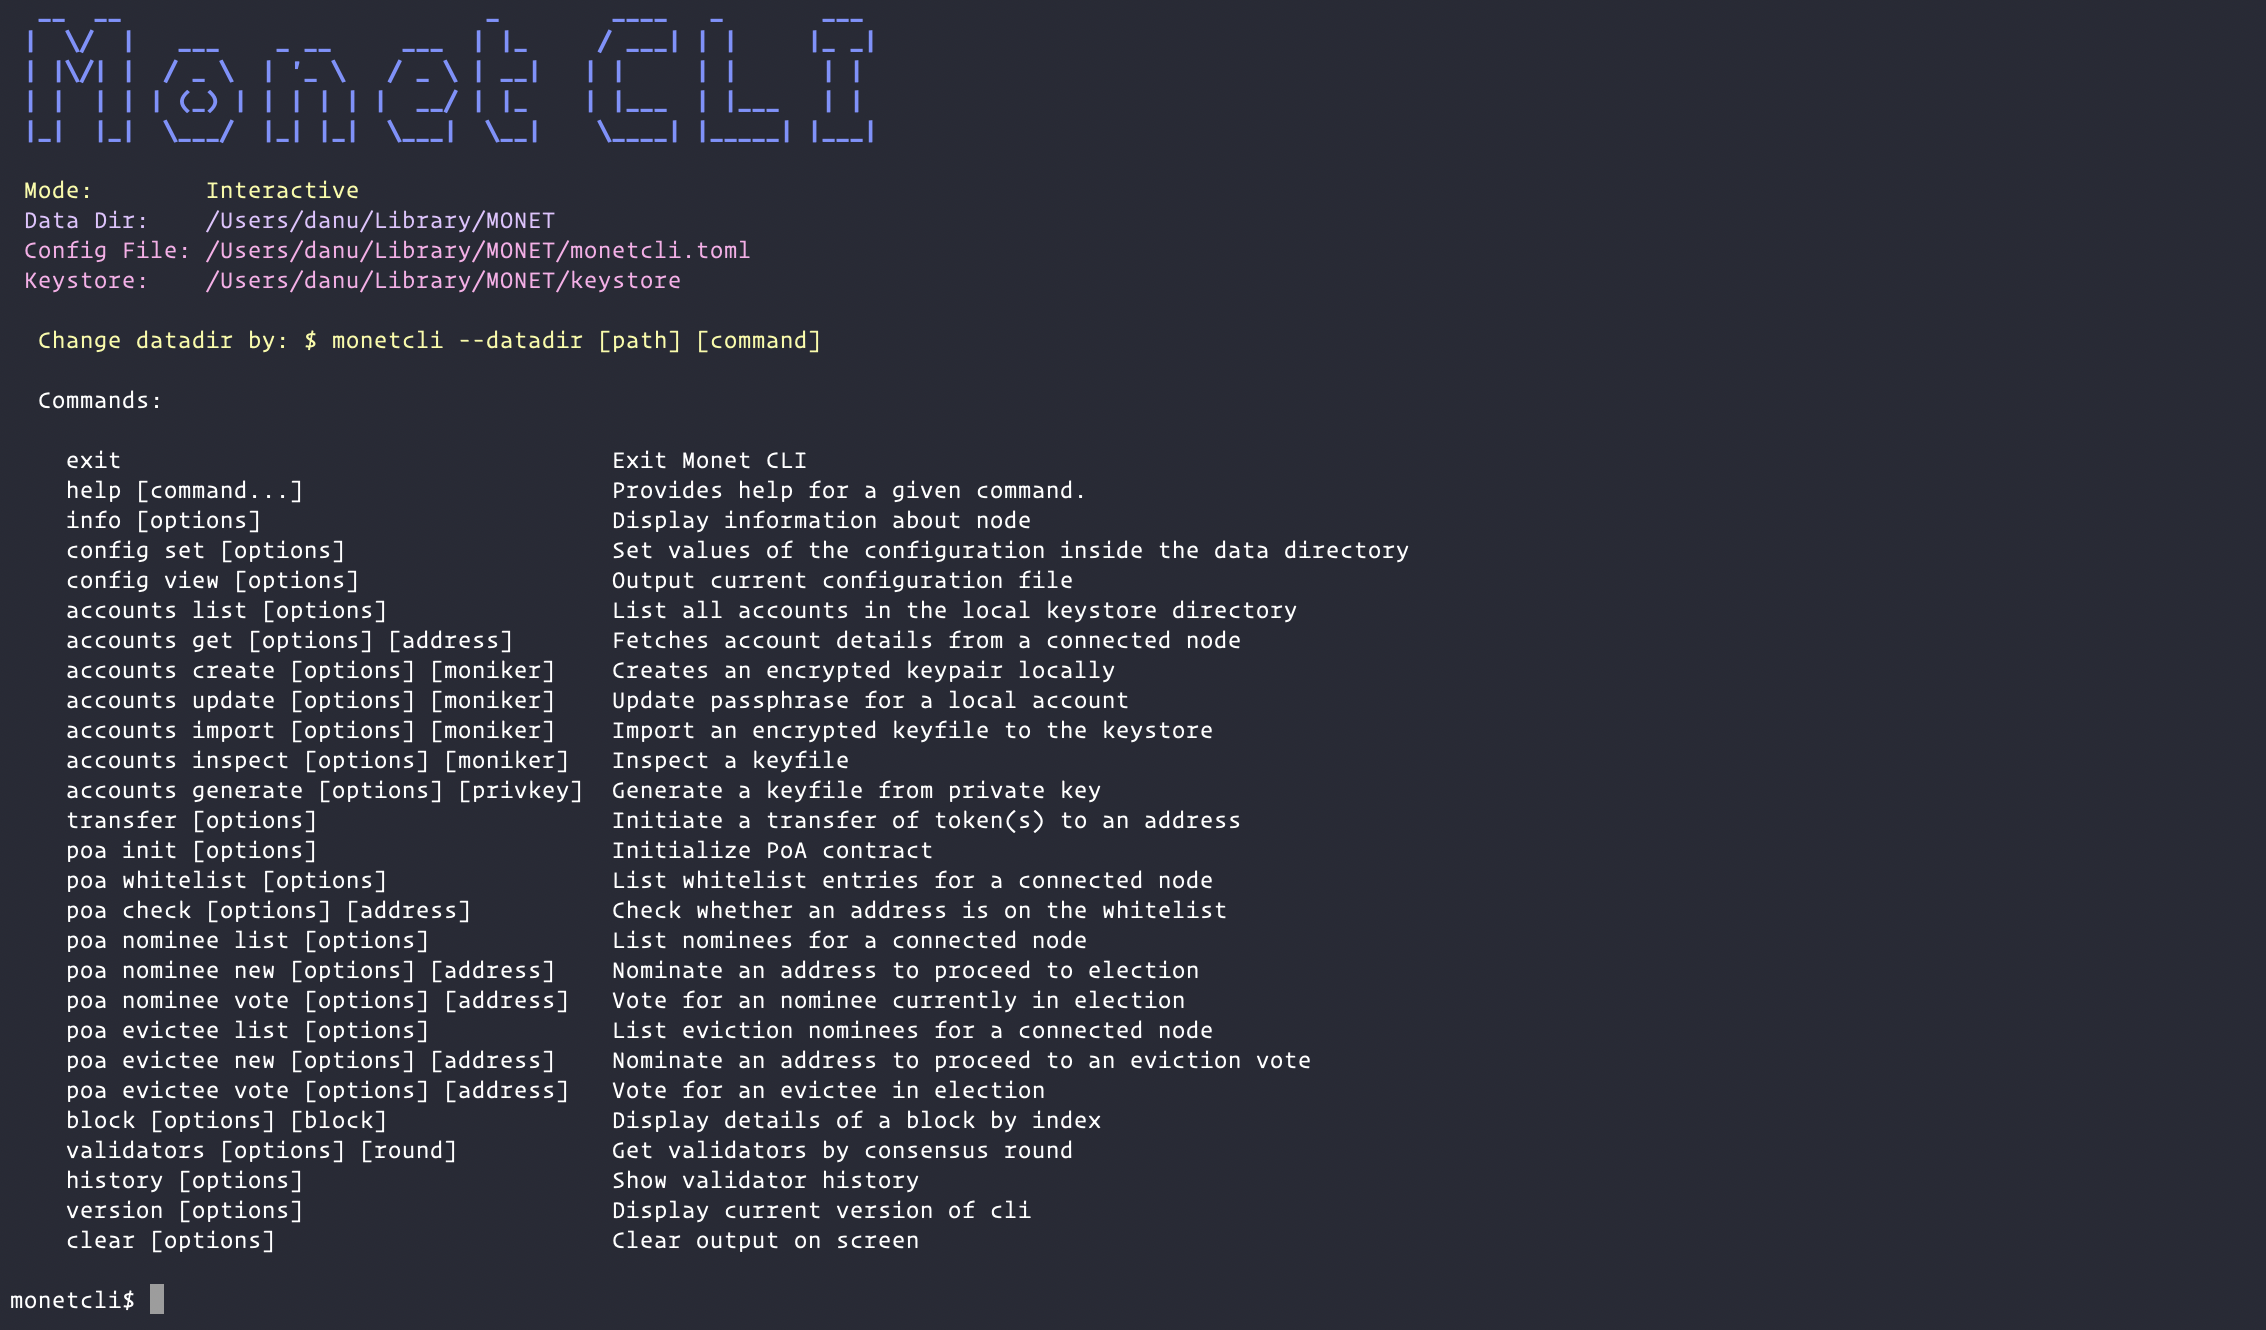 Monet CLI
Mode:        Interactive
Data Dir:    /Users/danu/Library/MONET
Config File: /Users/danu/Library/MONET/monetcli.toml
Keystore:    /Users/danu/Library/MONET/keystore
Change datadir by: $ monetcli --datadir [path] [command]
Commands:
exit                                   Exit Monet CLI
help [command...]                      Provides help for a given command.
info [options]                         Display information about node
config set [options]                   Set values of the configuration inside the data directory
config view [options]                  Output current configuration file
accounts list [options]                List all accounts in the local keystore directory
accounts get [options] [address]       Fetches account details from a connected node
accounts create [options] [moniker]    Creates an encrypted keypair locally
accounts update [options] [moniker]    Update passphrase for a local account
accounts import [options] [moniker]    Import an encrypted keyfile to the keystore
accounts inspect [options] [moniker]   Inspect a keyfile
accounts generate [options] [privkey]  Generate a keyfile from private key
transfer [options]                     Initiate a transfer of token(s) to an address
poa init [options]                     Initialize PoA contract
poa whitelist [options]                List whitelist entries for a connected node
poa check [options] [address]          Check whether an address is on the whitelist
poa nominee list [options]             List nominees for a connected node
poa nominee new [options] [address]    Nominate an address to proceed to election
poa nominee vote [options] [address]   Vote for an nominee currently in election
poa evictee list [options]             List eviction nominees for a connected node
poa evictee new [options] [address]    Nominate an address to proceed to an eviction vote
poa evictee vote [options] [address]   Vote for an evictee in election
block [options] [block]                Display details of a block by index
validators [options] [round]           Get validators by consensus round
history [options]                      Show validator history
version [options]                      Display current version of cli
clear [options]                        Clear output on screen
monetcli$